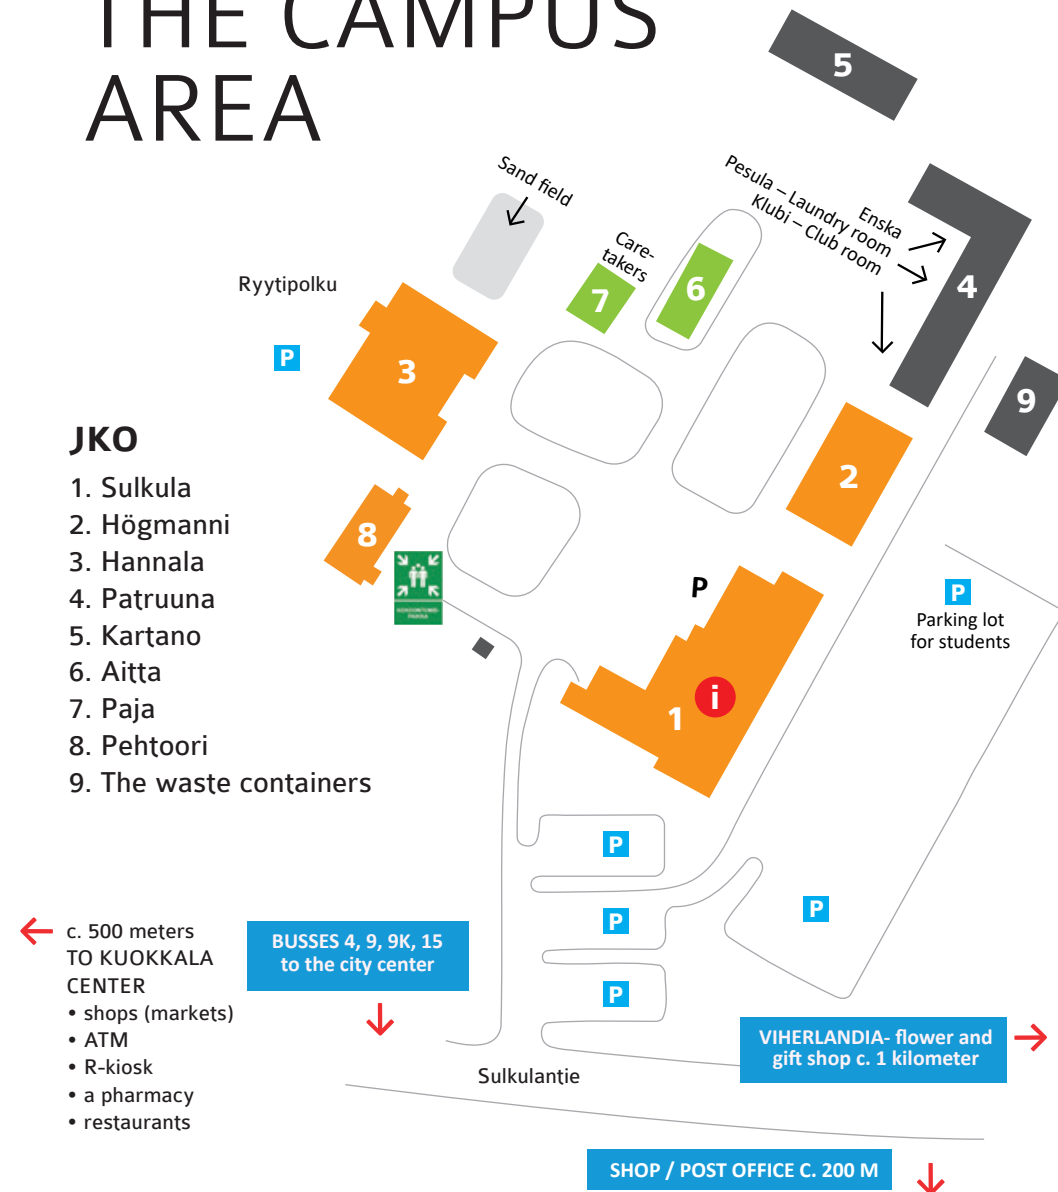 THE CAMPUS
AREA
5
Sand field
Pesula – Laundry room
Klubi – Club room
Enska
Care-
takers
6
7
4
Ryytipolku
P
3
9
2
JKO
1. Sulkula
2. Högmanni
3. Hannala
4. Patruuna
5. Kartano
6. Aitta
7. Paja
8. Pehtoori
9. The waste containers
8
P
P
Parking lot
for students
i
1
P
P
P
P
c. 500 meters
TO KUOKKALA
CENTER
• shops (markets)
• ATM
• R-kiosk
• a pharmacy
• restaurants
BUSSES 4, 9, 9K, 15
to the city center
VIHERLANDIA- flower and
gift shop c. 1 kilometer
Sulkulantie
SHOP / POST OFFICE C. 200 M